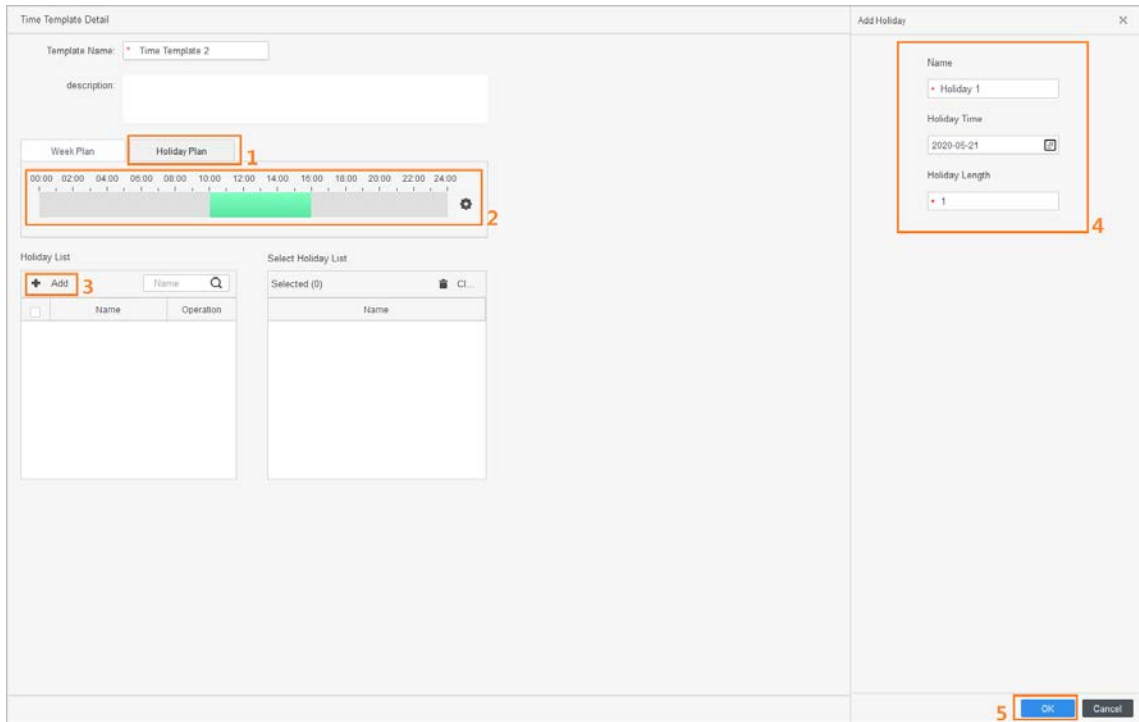 Time Template Detail
Template Name: * Time Template 2
description:
Week Plan Holiday Plan 1
00:00 02:00 04:00 06:00 08:00 10:00 12:00 14:00 16:00 18:00 20:00 22:00 24:00
2
Holiday List Select Holiday List
Add 3 Name Selected (0) Cl...
Name Operation Name
Add Holiday
Name
* Holiday 1
Holiday Time
2020-05-21
Holiday Length
* 1
4
5 OK Cancel